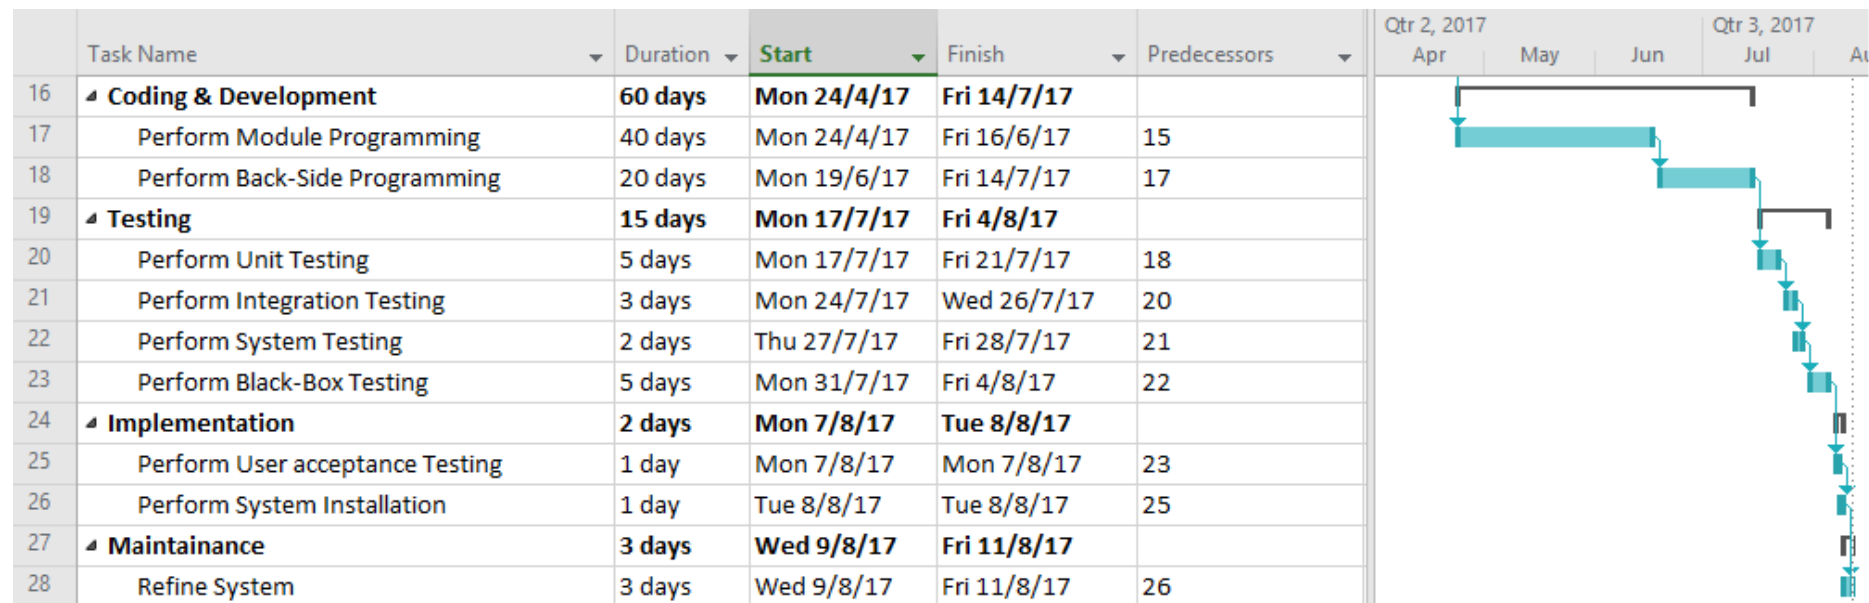 Qtr 2, 2017 Qtr 3, 2017
Task Name Duration Start Finish Predecessors Apr May Jun Jul
16 Coding & Development 60 days Mon 24/4/17 Fri 14/7/17
17 Perform Module Programming 40 days Mon 24/4/17 Fri 16/6/17 15
18 Perform Back-Side Programming 20 days Mon 19/6/17 Fri 14/7/17 17
19 Testing 15 days Mon 17/7/17 Fri 4/8/17
20 Perform Unit Testing 5 days Mon 17/7/17 Fri 21/7/17 18
21 Perform Integration Testing 3 days Mon 24/7/17 Wed 26/7/17 20
22 Perform System Testing 2 days Thu 27/7/17 Fri 28/7/17 21
23 Perform Black-Box Testing 5 days Mon 31/7/17 Fri 4/8/17 22
24 Implementation 2 days Mon 7/8/17 Tue 8/8/17
25 Perform User acceptance Testing 1 day Mon 7/8/17 Mon 7/8/17 23
26 Perform System Installation 1 day Tue 8/8/17 Tue 8/8/17 25
27 Maintainance 3 days Wed 9/8/17 Fri 11/8/17
28 Refine System 3 days Wed 9/8/17 Fri 11/8/17 26